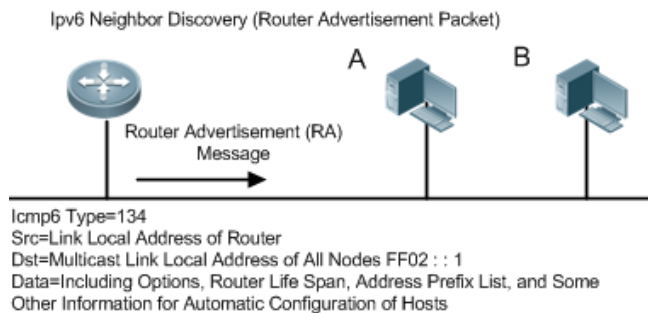 Ipv6 Neighbor Discovery (Router Advertisement Packet)
A
B
Router Advertisement (RA)
Message
Icmp6 Type=134
Src=Link Local Address of Router
Dst=Multicast Link Local Address of All Nodes FF02 : : 1
Data=Including Options, Router Life Span, Address Prefix List, and Some
Other Information for Automatic Configuration of Hosts